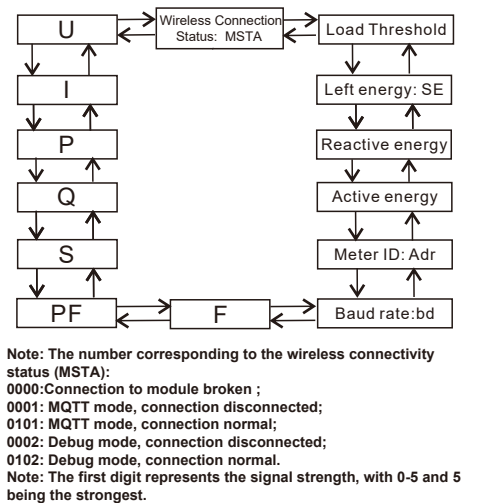 U
Wireless Connection
Status: MSTA
Load Threshold
I
Left energy: SE
P
Reactive energy
Q
Active energy
S
Meter ID: Adr
PF
F
Baud rate:bd
Note: The number corresponding to the wireless connectivity
status (MSTA):
0000:Connection to module broken ;
0001: MQTT mode, connection disconnected;
0101: MQTT mode, connection normal;
0002: Debug mode, connection disconnected;
0102: Debug mode, connection normal.
Note: The first digit represents the signal strength, with 0-5 and 5
being the strongest.